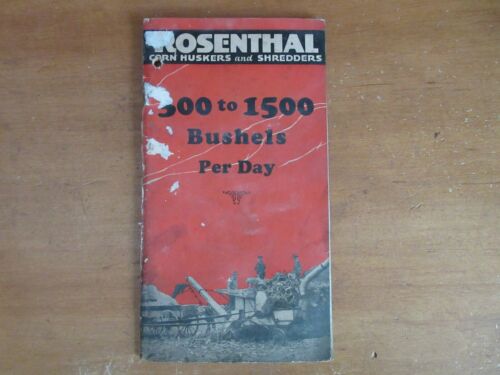 ROSENTHAL
CORN HUSKERS and SHREDDERS
500 to 1500
Bushels
Per Day